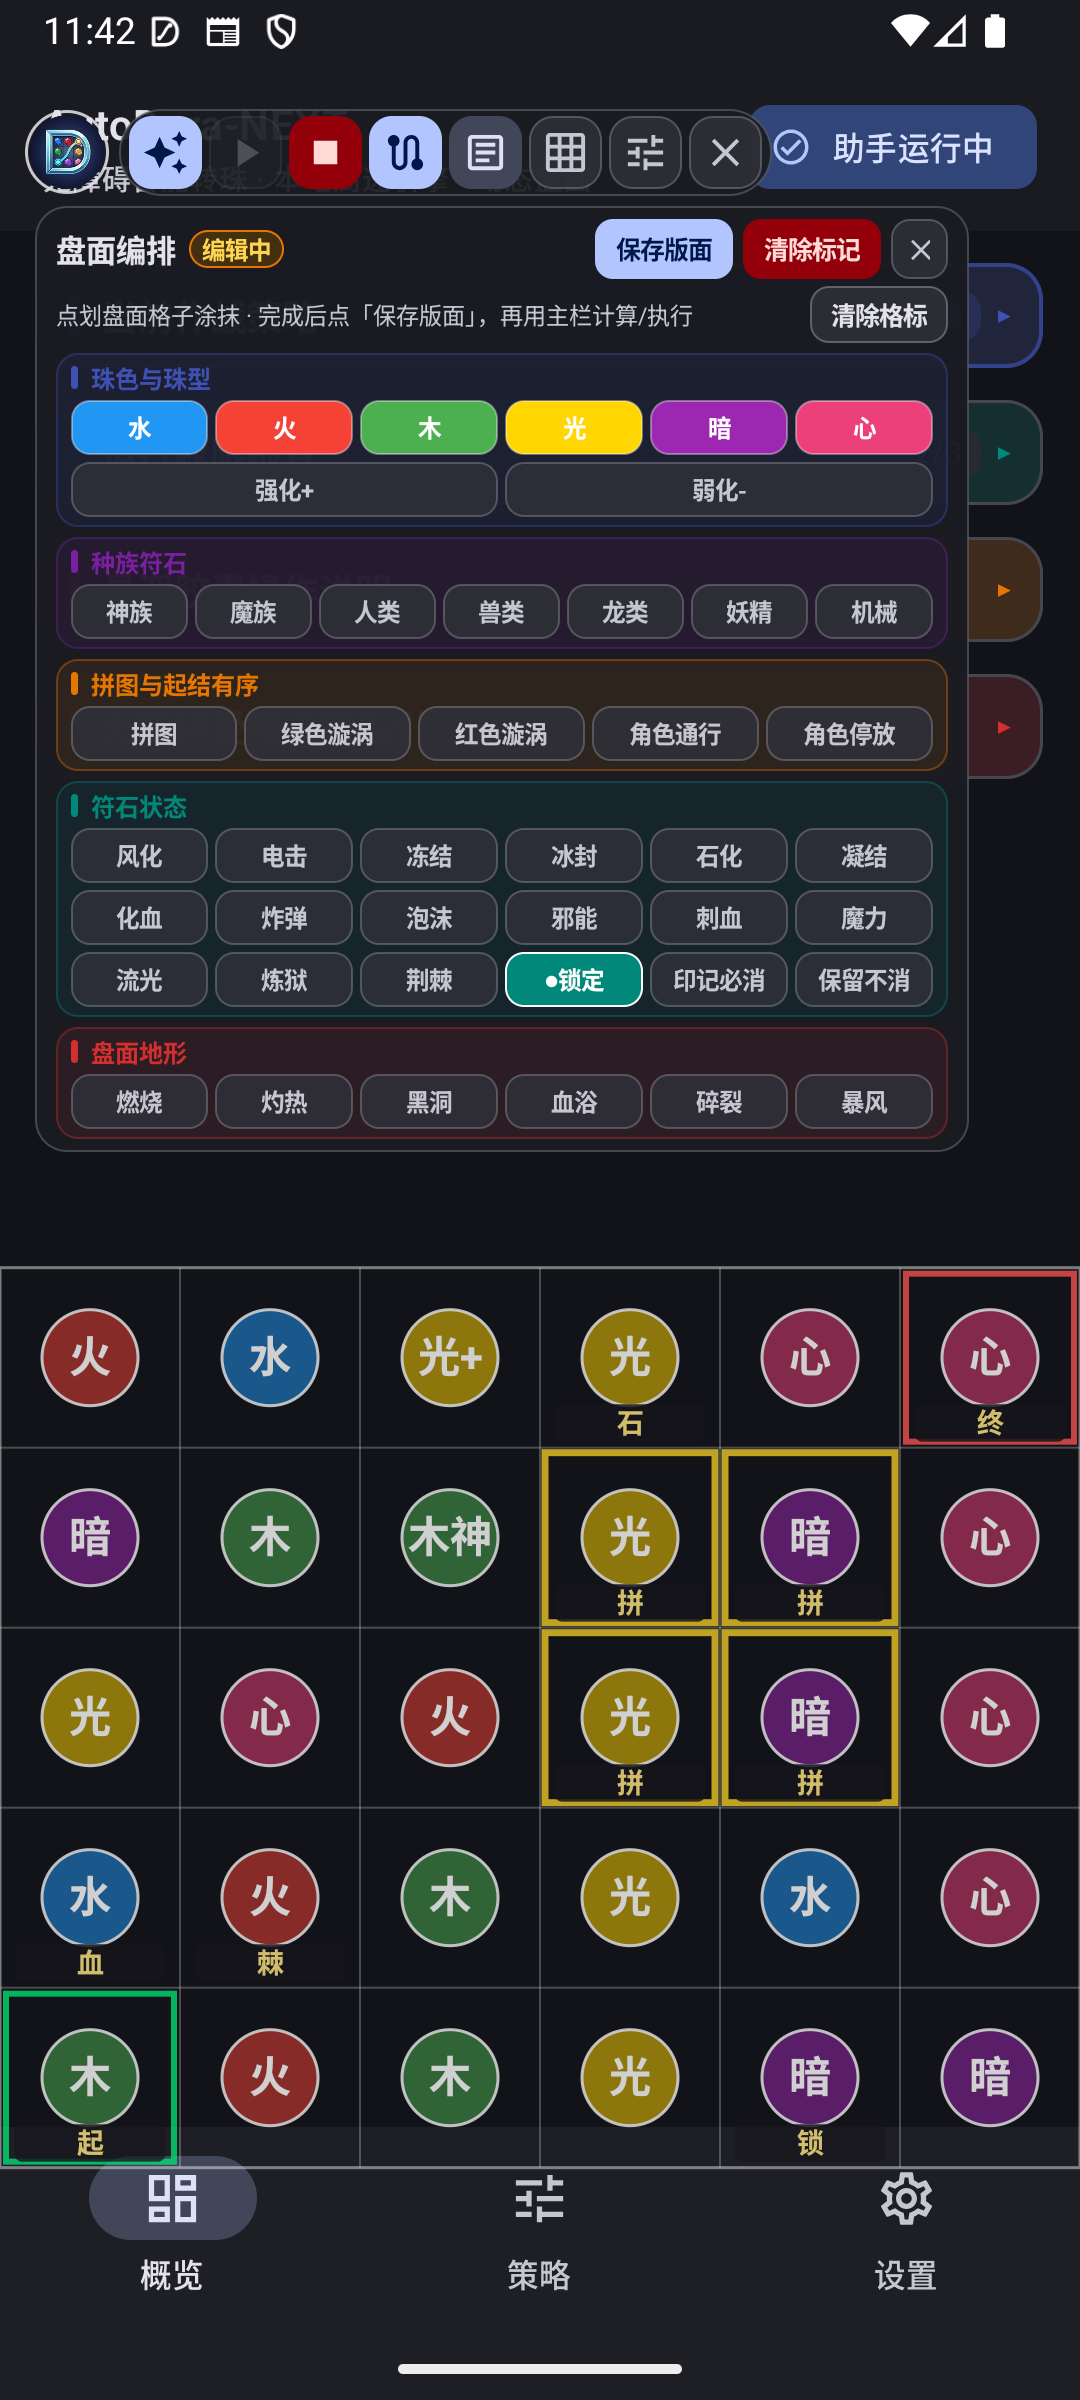 11:42
助手运行中
盘面编排
编辑中
保存版面
清除标记
点划盘面格子涂抹 · 完成后点「保存版面」，再用主栏计算/执行
清除格标
珠色与珠型
水 火 木 光 暗 心
强化+ 弱化-
种族符石
神族 魔族 人类 兽类 龙类 妖精 机械
拼图与起结有序
拼图 绿色漩涡 红色漩涡 角色通行 角色停放
符石状态
风化 电击 冻结 冰封 石化 凝结
化血 炸弹 泡沫 邪能 刺血 魔力
流光 炼狱 荆棘 ●锁定 印记必消 保留不消
盘面地形
燃烧 灼热 黑洞 血浴 碎裂 暴风
火 水 光+ 光 心 心
石 终
暗 木 木神 光 暗 心
拼 拼
光 心 火 光 暗 心
拼 拼
水 火 木 光 水 心
血 棘
木 火 木 光 暗 暗
起 锁
概览 策略 设置